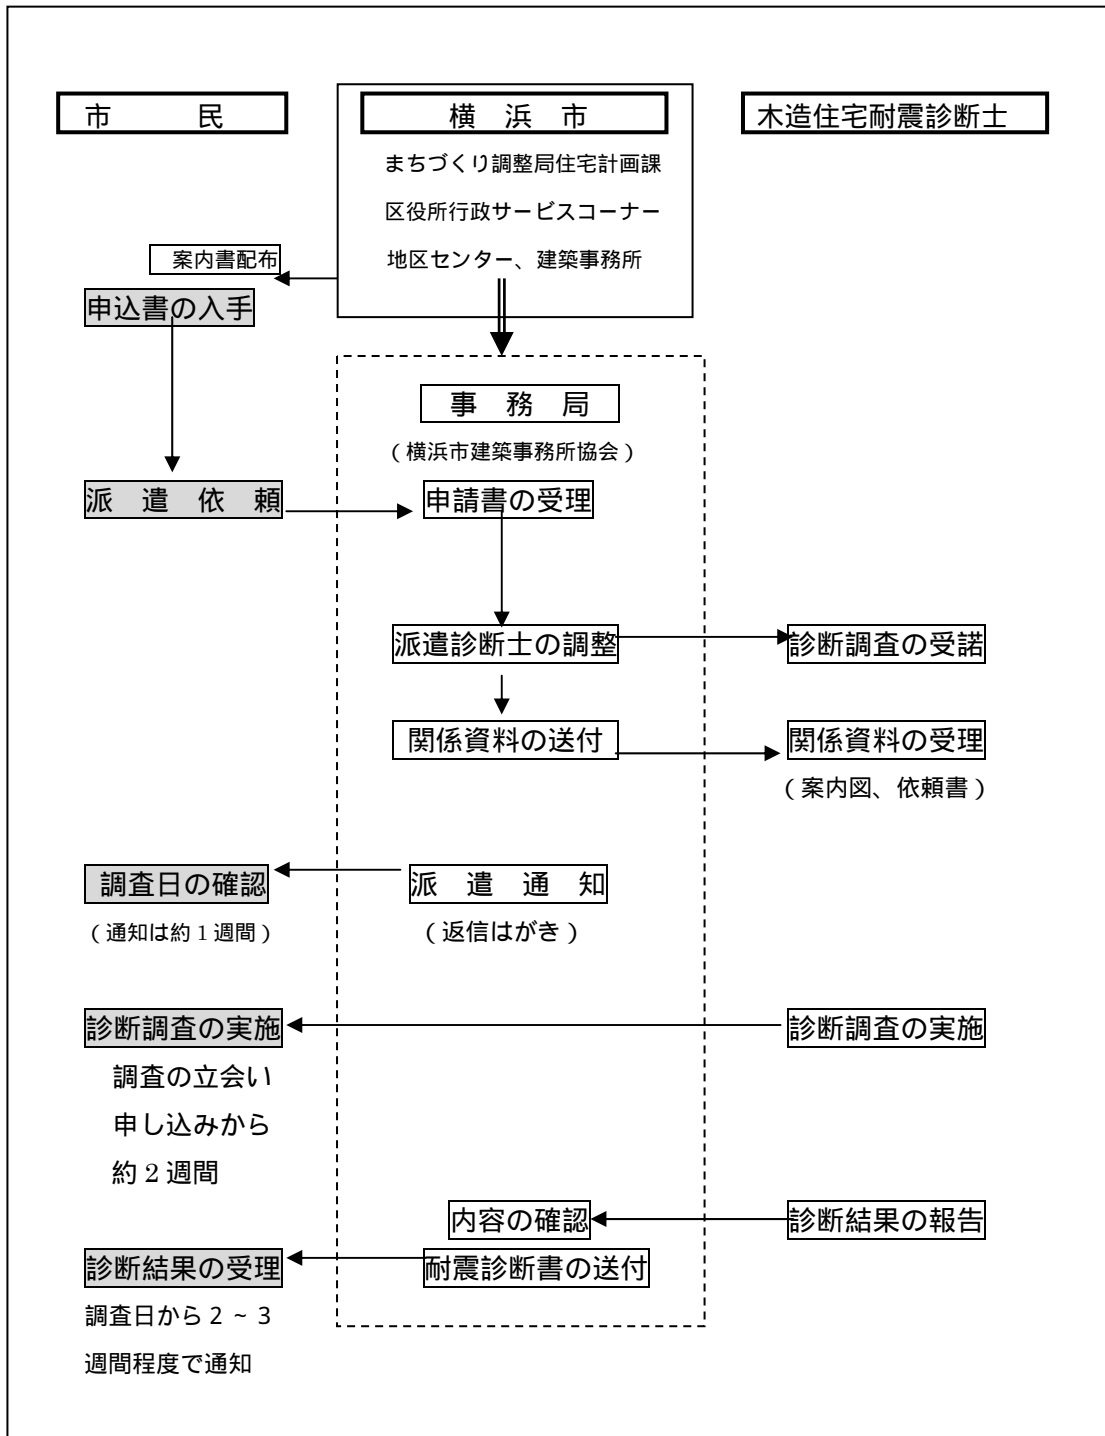 市　　　民
横　浜　市
木造住宅耐震診断士
まちづくり調整局住宅計画課
区役所行政サービスコーナー
地区センター、建築事務所
案内書配布
申込書の入手
事　務　局
(横浜市建築事務所協会)
派　遣　依　頼
申請書の受理
派遣診断士の調整
診断調査の受諾
関係資料の送付
関係資料の受理
(案内図、依頼書)
調査日の確認
派　遣　通　知
(通知は約1週間)
(返信はがき)
診断調査の実施
診断調査の実施
調査の立会い
申し込みから
約2週間
内容の確認
診断結果の報告
診断結果の受理
耐震診断書の送付
調査日から2~3
週間程度で通知